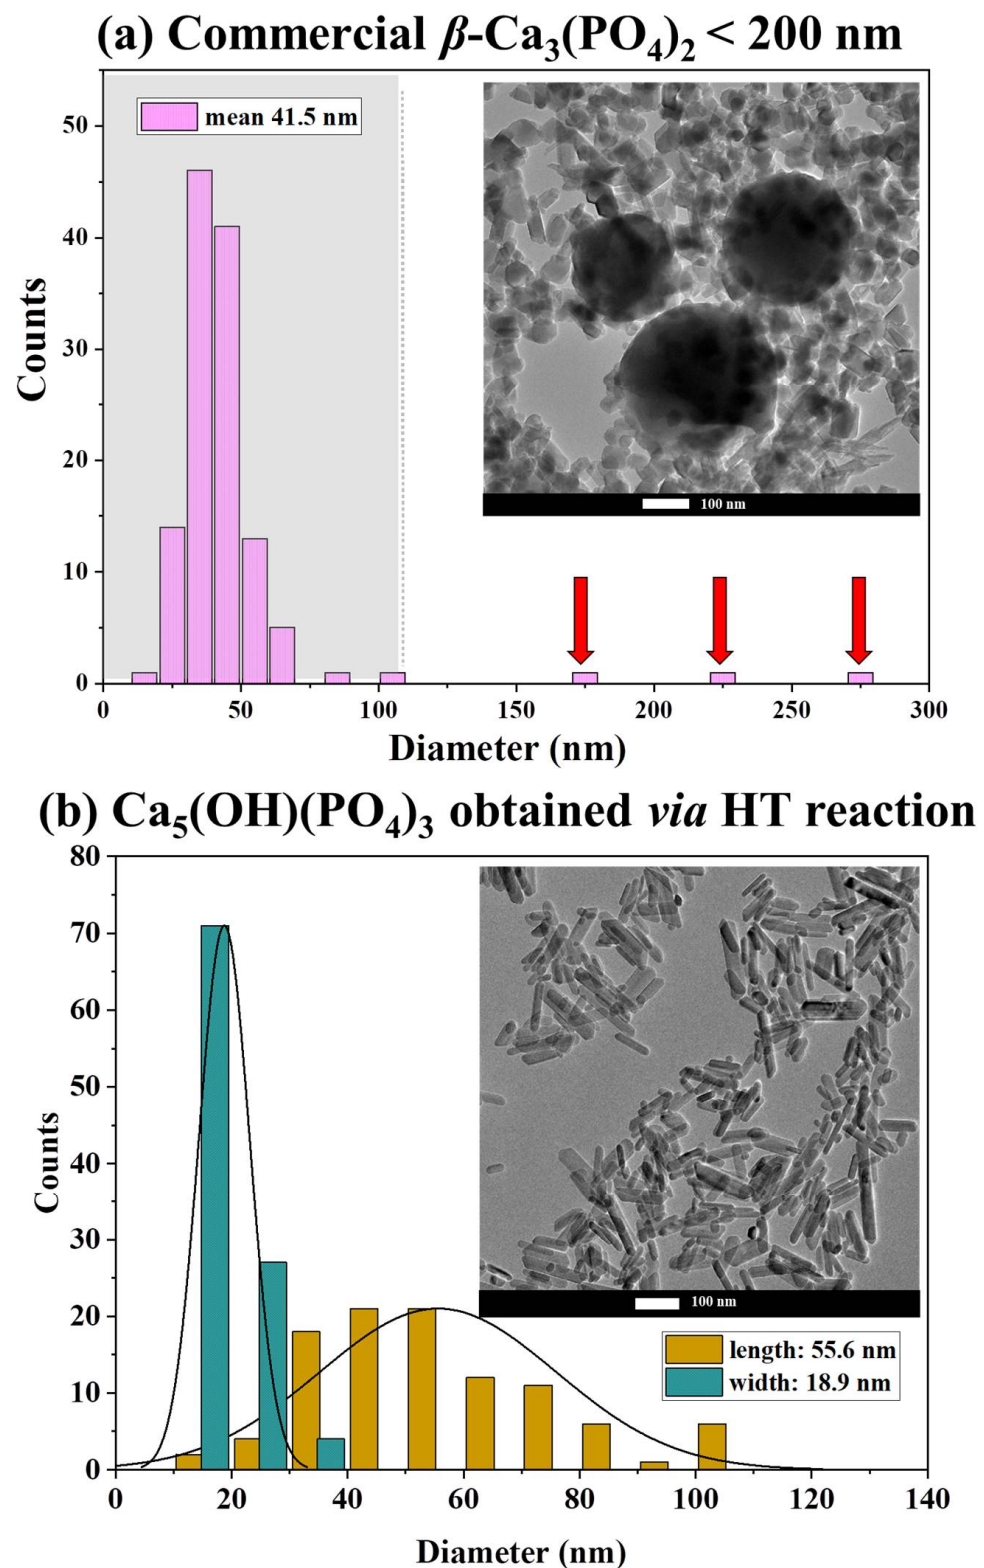 (a) Commercial β-Ca₃(PO₄)₂ < 200 nm
mean 41.5 nm
50
40
30
20
10
0
Counts
100 nm
0 50 100 150 200 250 300
Diameter (nm)
(b) Ca₅(OH)(PO₄)₃ obtained via HT reaction
80
70
60
50
40
30
20
10
0
Counts
100 nm
length: 55.6 nm
width: 18.9 nm
0 20 40 60 80 100 120 140
Diameter (nm)